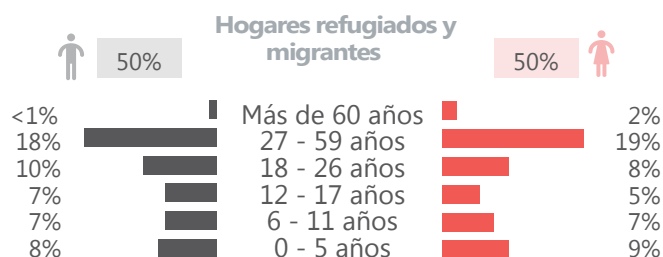 Hogares refugiados y
migrantes
50% 50%
<1% Más de 60 años 2%
18% 27 - 59 años 19%
10% 18 - 26 años 8%
7% 12 - 17 años 5%
7% 6 - 11 años 7%
8% 0 - 5 años 9%